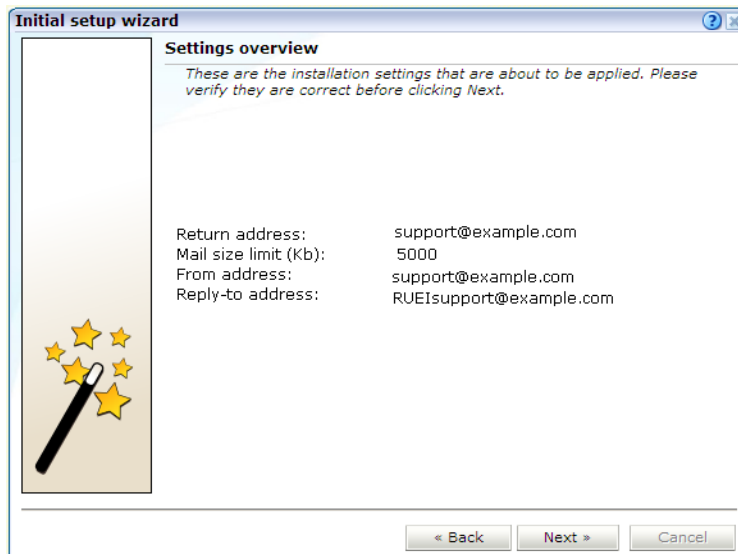 Initial setup wizard
Settings overview
These are the installation settings that are about to be applied. Please
verify they are correct before clicking Next.
Return address: support@example.com
Mail size limit (Kb): 5000
From address: support@example.com
Reply-to address: RUEIsupport@example.com
« Back Next » Cancel